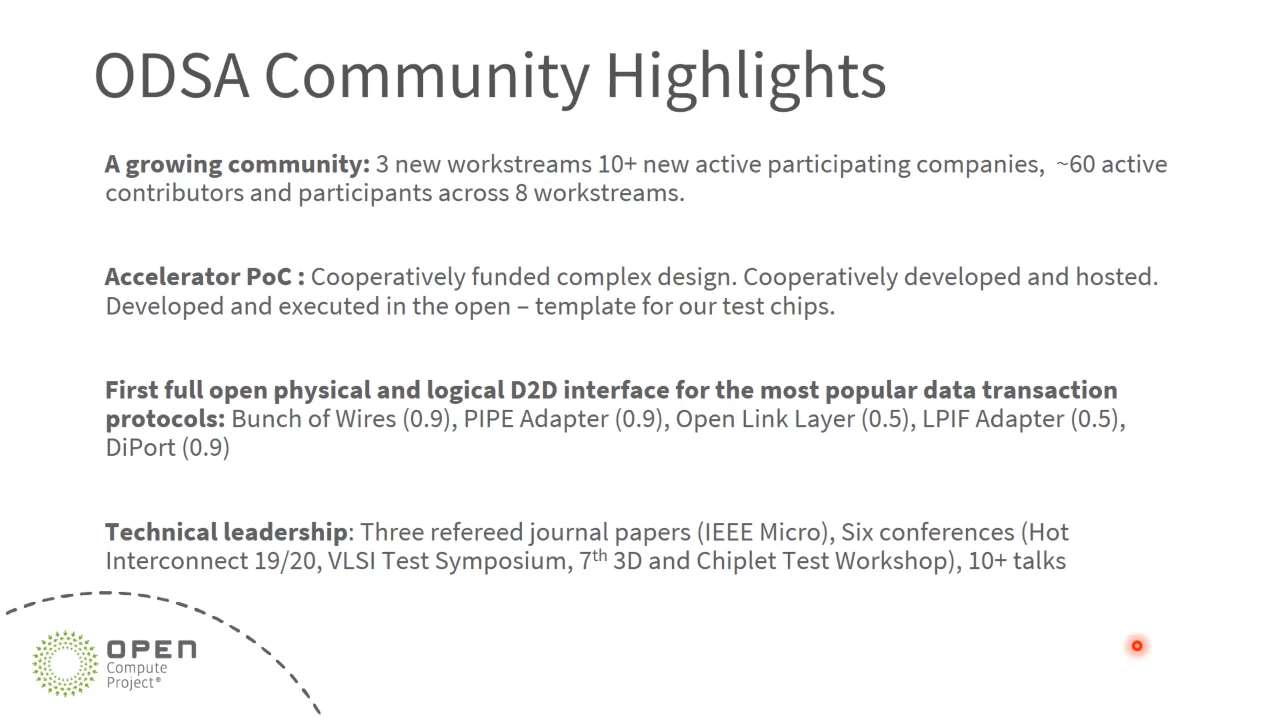 ODSA Community Highlights
A growing community: 3 new workstreams 10+ new active participating companies, ~60 active
contributors and participants across 8 workstreams.
Accelerator PoC : Cooperatively funded complex design. Cooperatively developed and hosted.
Developed and executed in the open – template for our test chips.
First full open physical and logical D2D interface for the most popular data transaction
protocols: Bunch of Wires (0.9), PIPE Adapter (0.9), Open Link Layer (0.5), LPIF Adapter (0.5),
DiPort (0.9)
Technical leadership: Three refereed journal papers (IEEE Micro), Six conferences (Hot
Interconnect 19/20, VLSI Test Symposium, 7th 3D and Chiplet Test Workshop), 10+ talks
OPEN
Compute
Project®